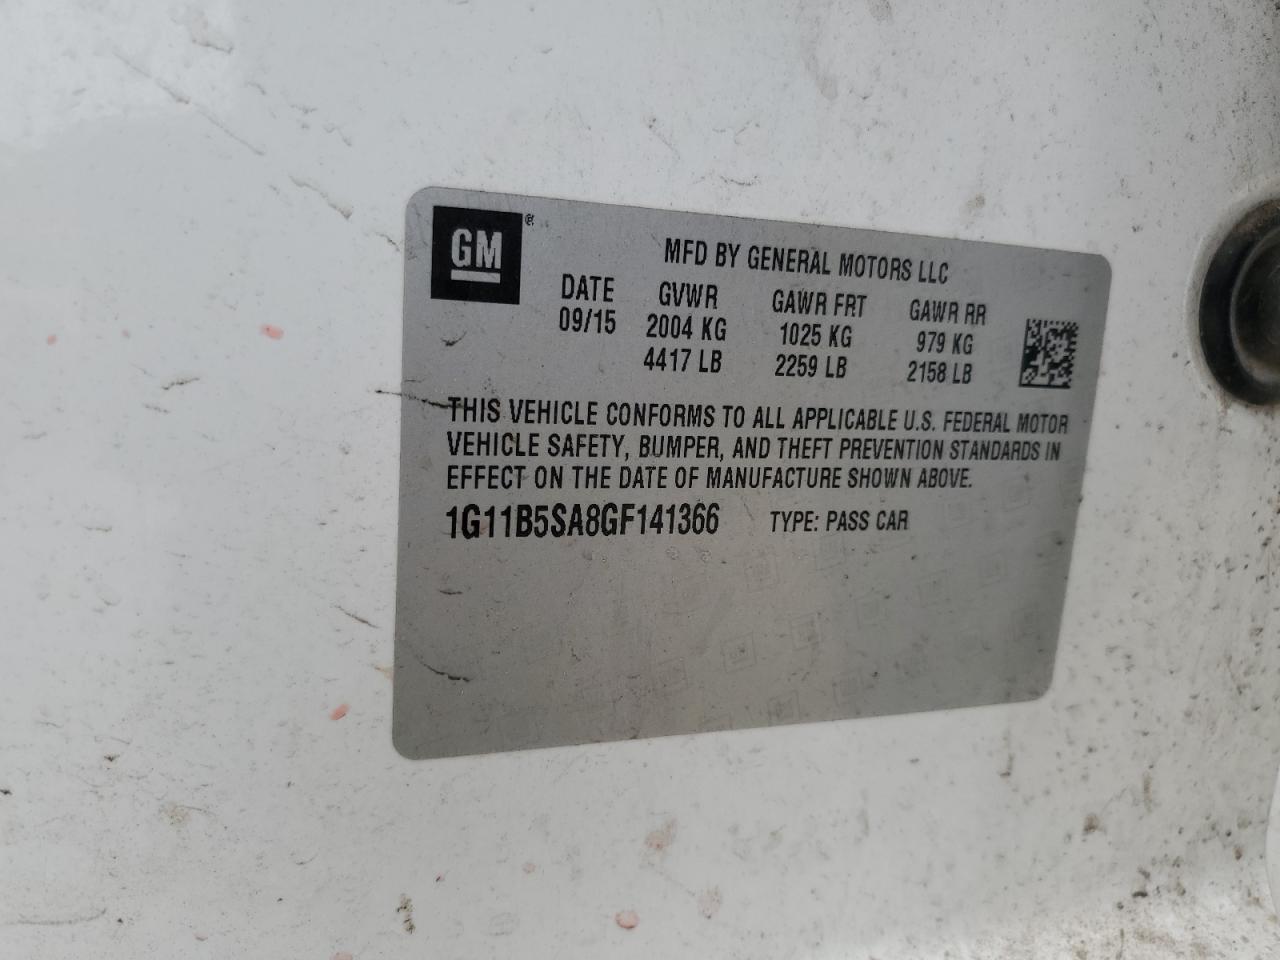 GM ®
MFD BY GENERAL MOTORS LLC
DATE GVWR GAWR FRT GAWR RR
09/15 2004 KG 1025 KG 979 KG
4417 LB 2259 LB 2158 LB
THIS VEHICLE CONFORMS TO ALL APPLICABLE U.S. FEDERAL MOTOR
VEHICLE SAFETY, BUMPER, AND THEFT PREVENTION STANDARDS IN
EFFECT ON THE DATE OF MANUFACTURE SHOWN ABOVE.
1G11B5SA8GF141366 TYPE: PASS CAR